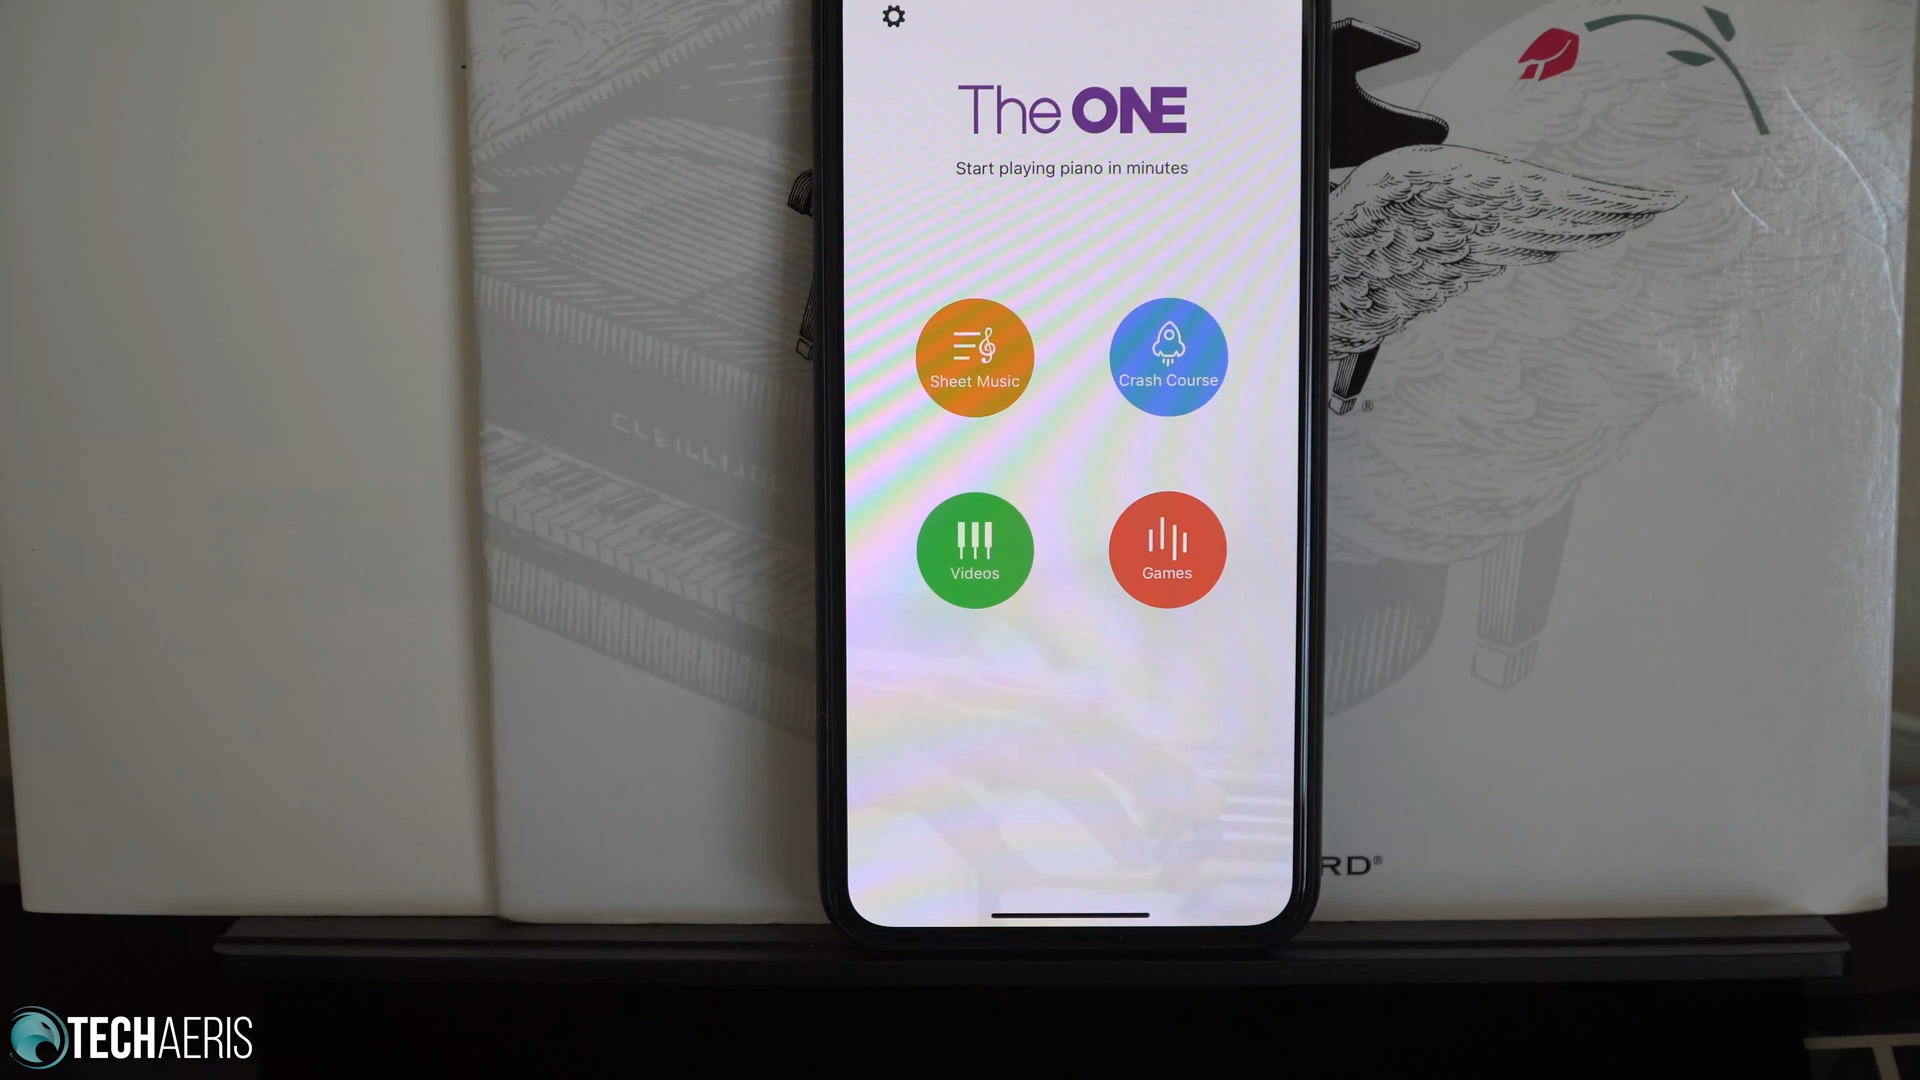 The ONE
Start playing piano in minutes
Sheet Music
Crash Course
Videos
Games
®
RD®
TECHAERIS